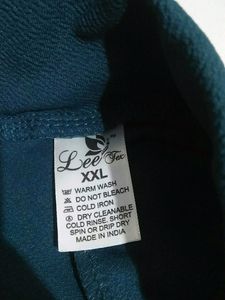 Lee Tex
XXL
WARM WASH
DO NOT BLEACH
COLD IRON
DRY CLEANABLE
COLD RINSE. SHORT
SPIN OR DRIP DRY
MADE IN INDIA